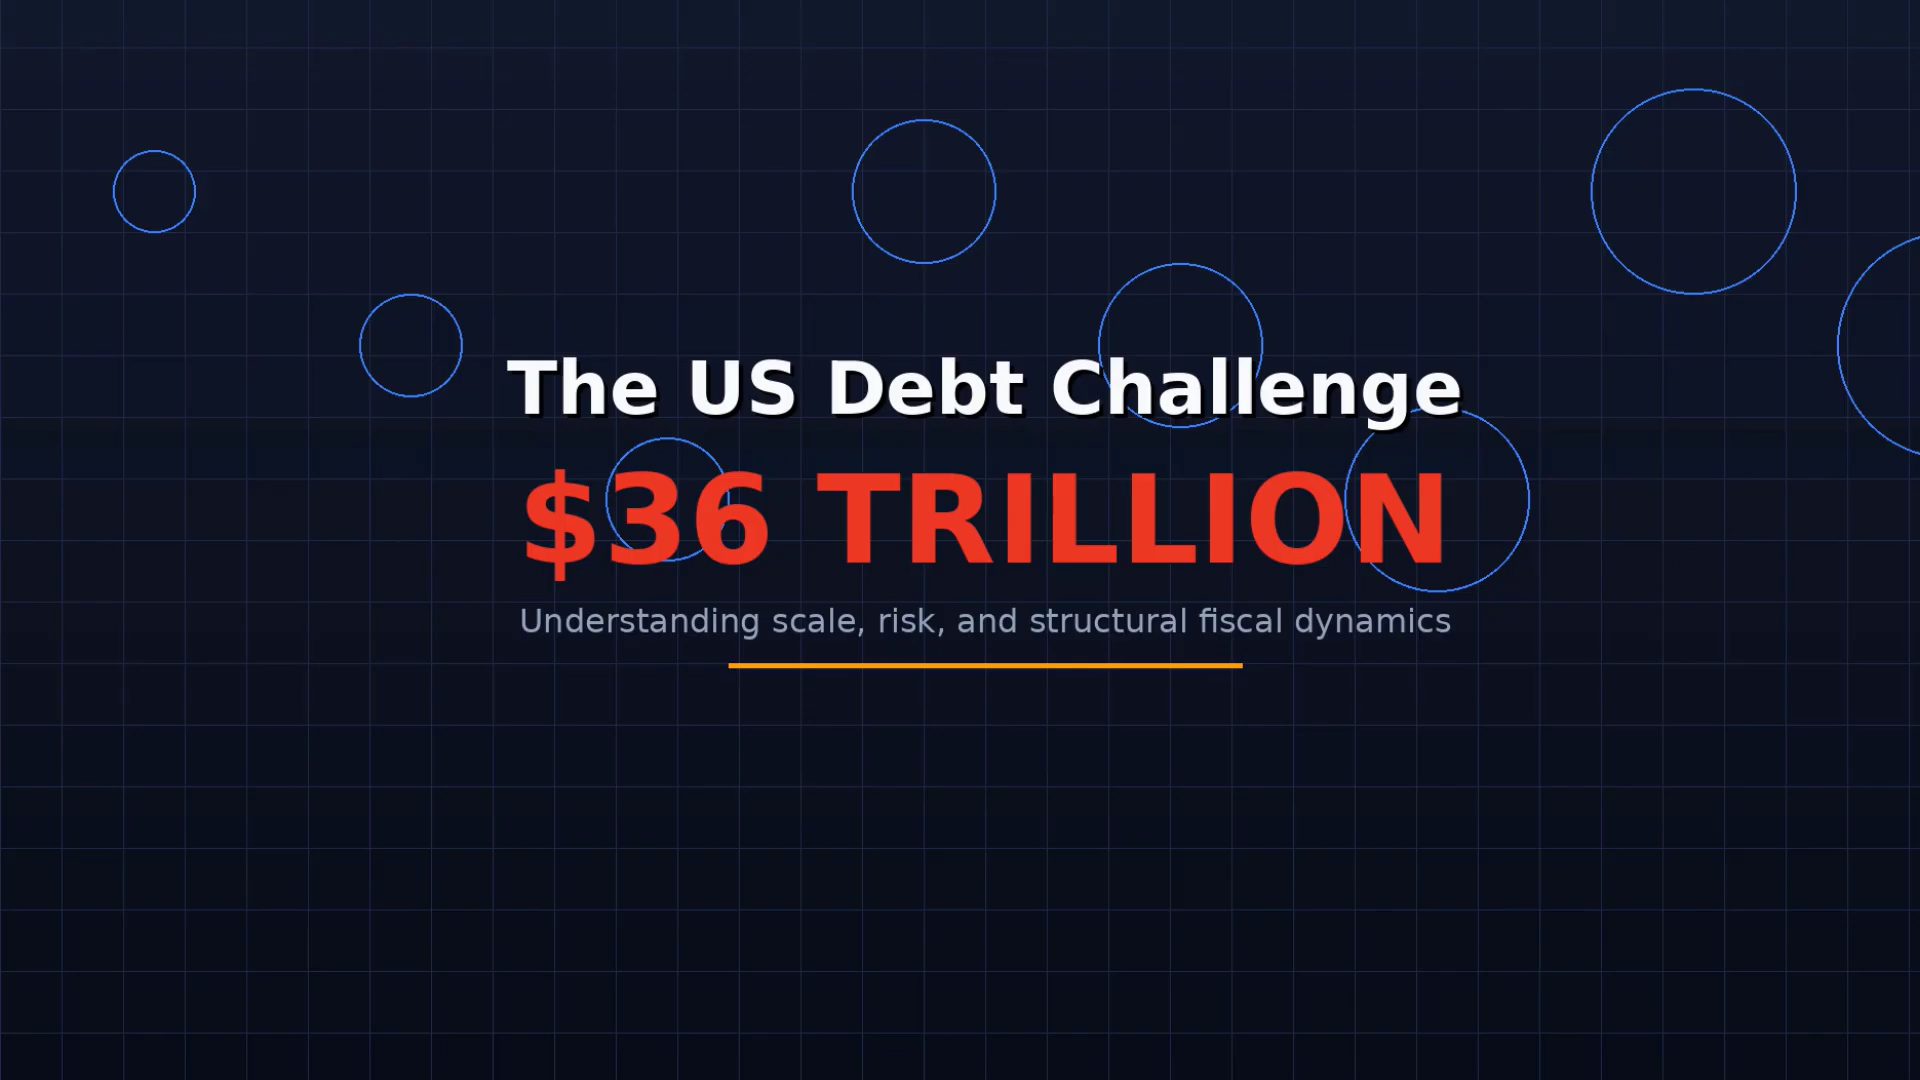 The US Debt Challenge
$36 TRILLION
Understanding scale, risk, and structural fiscal dynamics